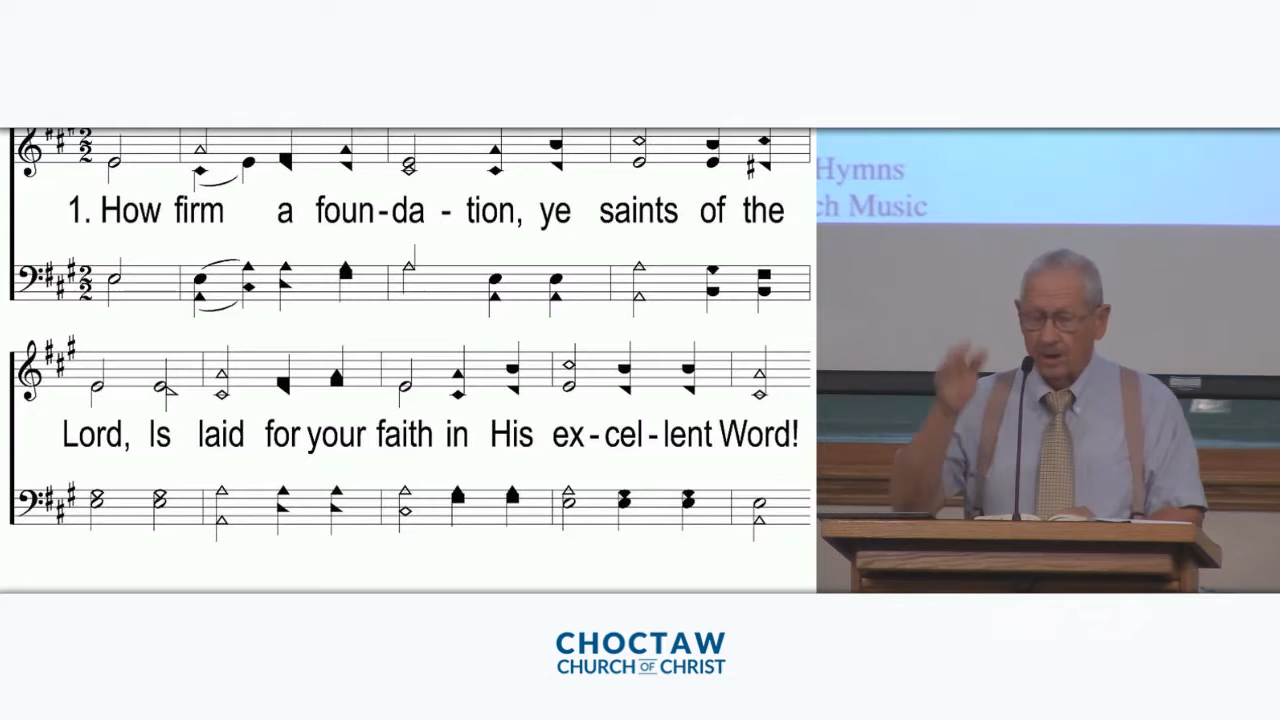 1. How firm a foun-da - tion, ye saints of the
Lord, Is laid for your faith in His ex-cel-lent Word!
Hymns
ch Music
CHOCTAW
CHURCH OF CHRIST